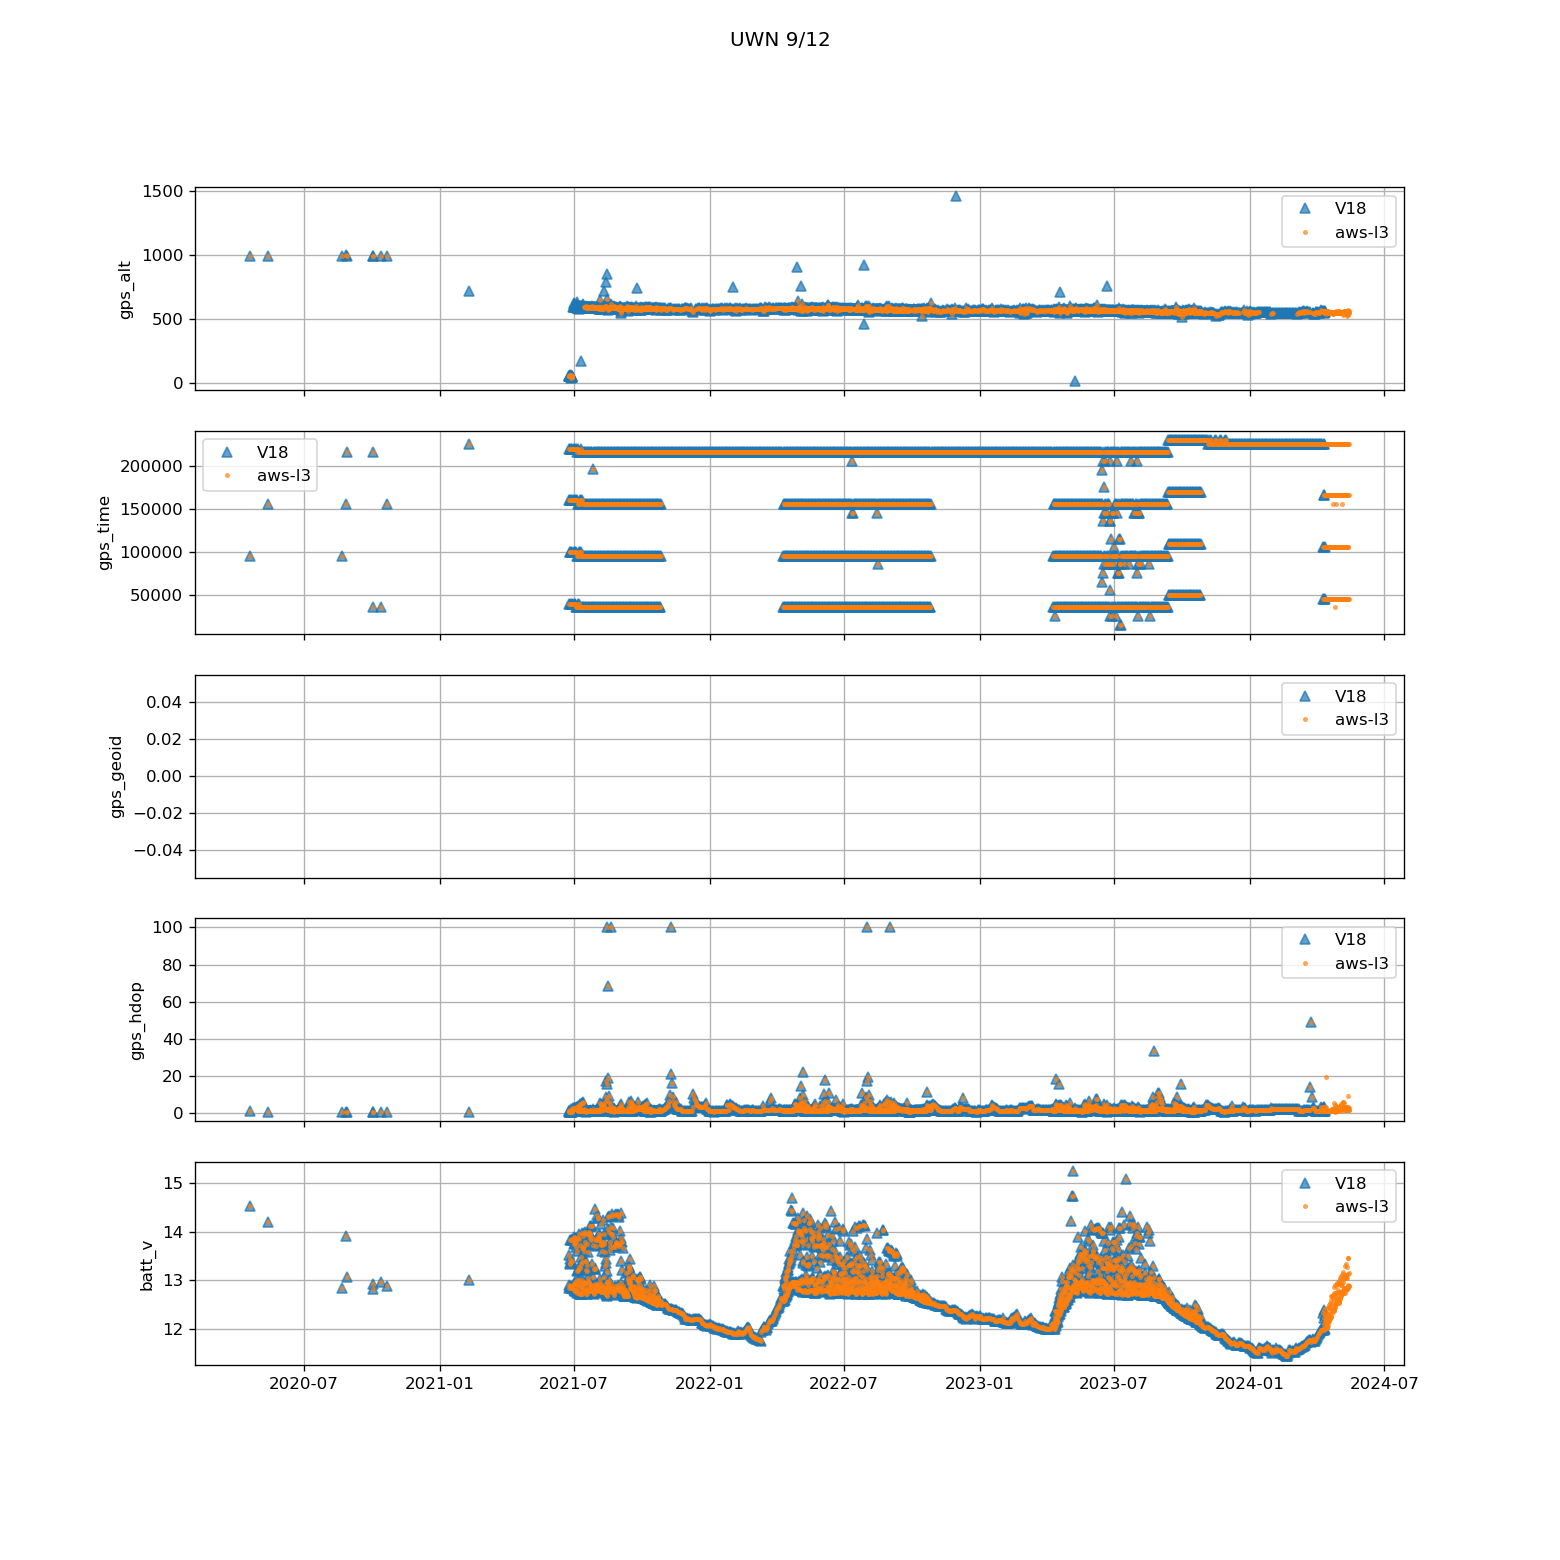 UWN 9/12
1500
1000
500
0
gps_alt
V18
aws-l3
200000
150000
100000
50000
gps_time
V18
aws-l3
0.04
0.02
0.00
−0.02
−0.04
gps_geoid
V18
aws-l3
100
80
60
40
20
0
gps_hdop
V18
aws-l3
15
14
13
12
batt_v
V18
aws-l3
2020-07 2021-01 2021-07 2022-01 2022-07 2023-01 2023-07 2024-01 2024-07